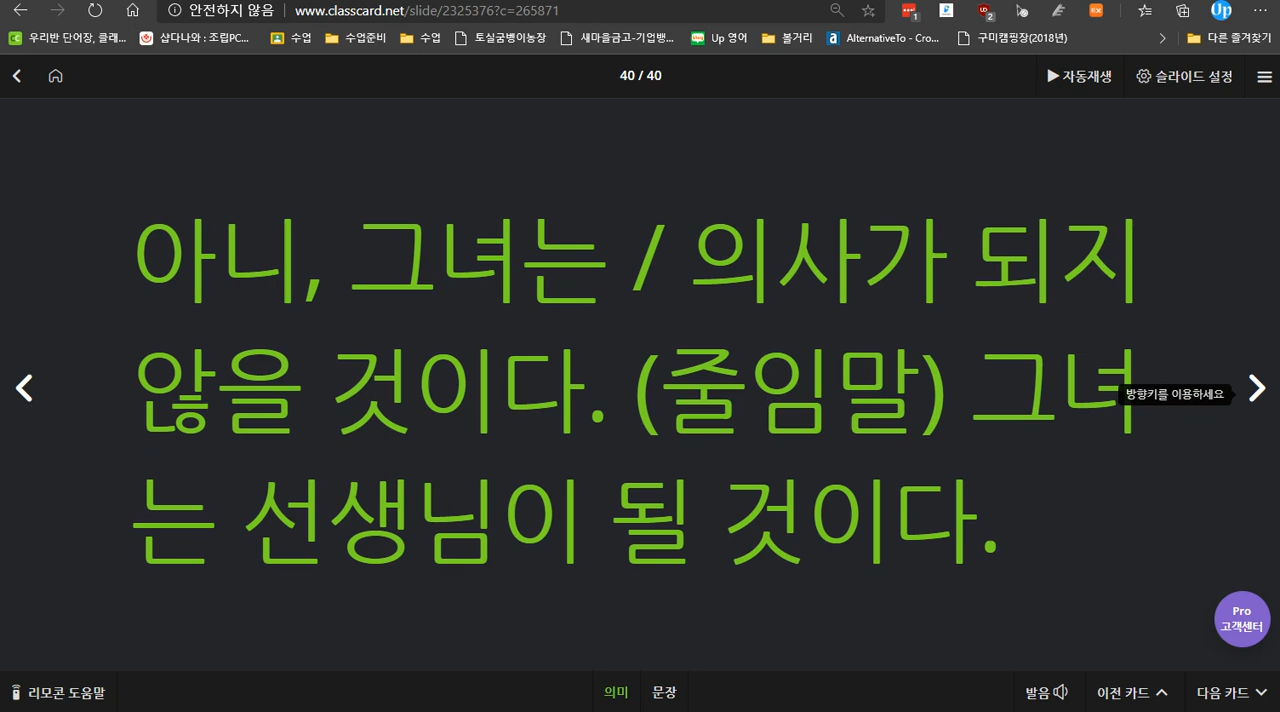 안전하지 않음 | www.classcard.net/slide/2325376?c=265871
우리반 단어장, 클래... 샵다나와 : 조립PC... 수업 수업준비 수업 토실굼벵이농장 새마을금고-기업뱅... Up 영어 볼거리 AlternativeTo - Cro... 구미캠핑장(2018년) 다른 즐겨찾기
40 / 40 자동재생 슬라이드 설정
아니, 그녀는 / 의사가 되지
않을 것이다. (줄임말) 그녀
방향키를 이용하세요
는 선생님이 될 것이다.
Pro
고객센터
리모콘 도움말 의미 문장 발음 이전 카드 다음 카드